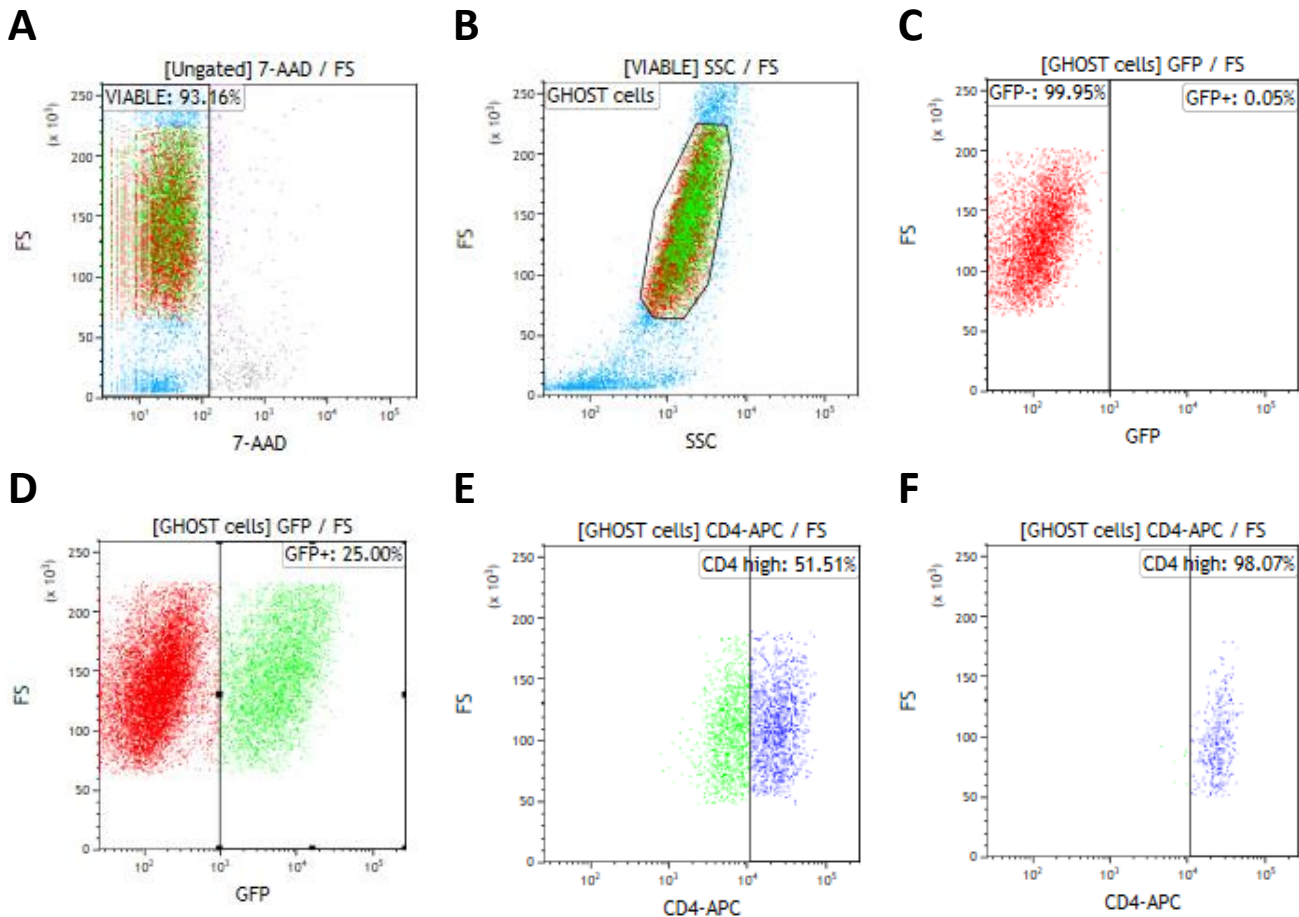 A
[Ungated] 7-AAD / FS
VIABLE: 93.16%
(x 10³)
250
200
150
100
50
0
FS
10¹ 10² 10³ 10⁴ 10⁵
7-AAD
B
[VIABLE] SSC / FS
GHOST cells
(x 10³)
250
200
150
100
50
0
FS
10² 10³ 10⁴ 10⁵
SSC
C
[GHOST cells] GFP / FS
GFP-: 99.95%
GFP+: 0.05%
(x 10³)
250
200
150
100
50
0
FS
10² 10³ 10⁴ 10⁵
GFP
D
[GHOST cells] GFP / FS
GFP+: 25.00%
(x 10³)
250
200
150
100
50
0
FS
10² 10³ 10⁴ 10⁵
GFP
E
[GHOST cells] CD4-APC / FS
CD4 high: 51.51%
(x 10³)
250
200
150
100
50
0
FS
10² 10³ 10⁴ 10⁵
CD4-APC
F
[GHOST cells] CD4-APC / FS
CD4 high: 98.07%
(x 10³)
250
200
150
100
50
0
FS
10² 10³ 10⁴ 10⁵
CD4-APC